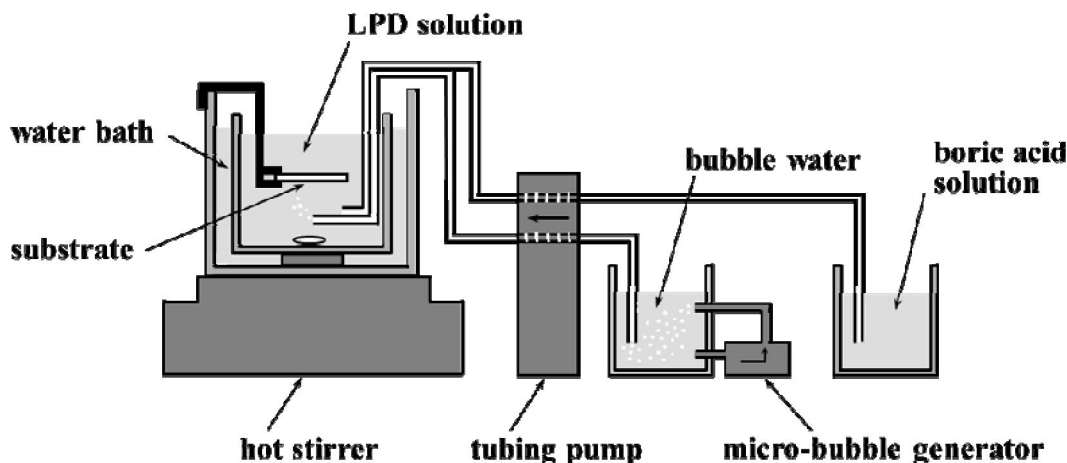 LPD solution
water bath
bubble water
boric acid
solution
substrate
hot stirrer
tubing pump
micro-bubble generator